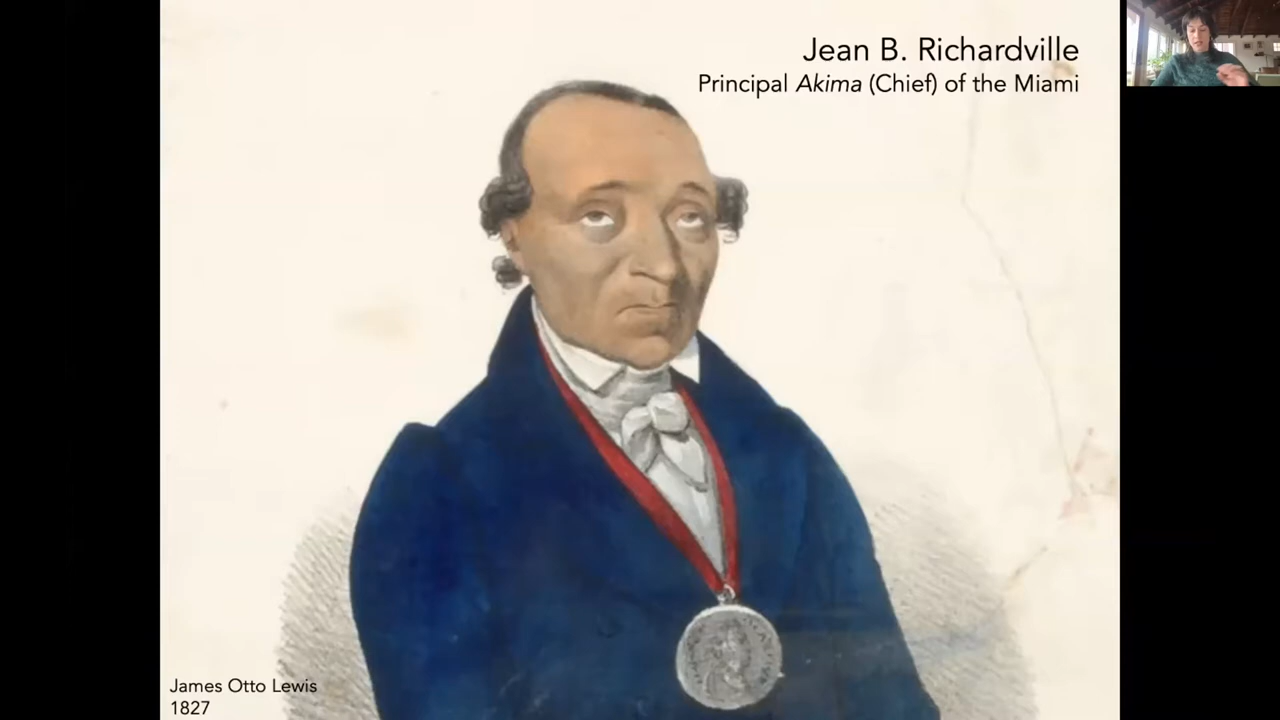 Jean B. Richardville
Principal Akima (Chief) of the Miami
James Otto Lewis
1827